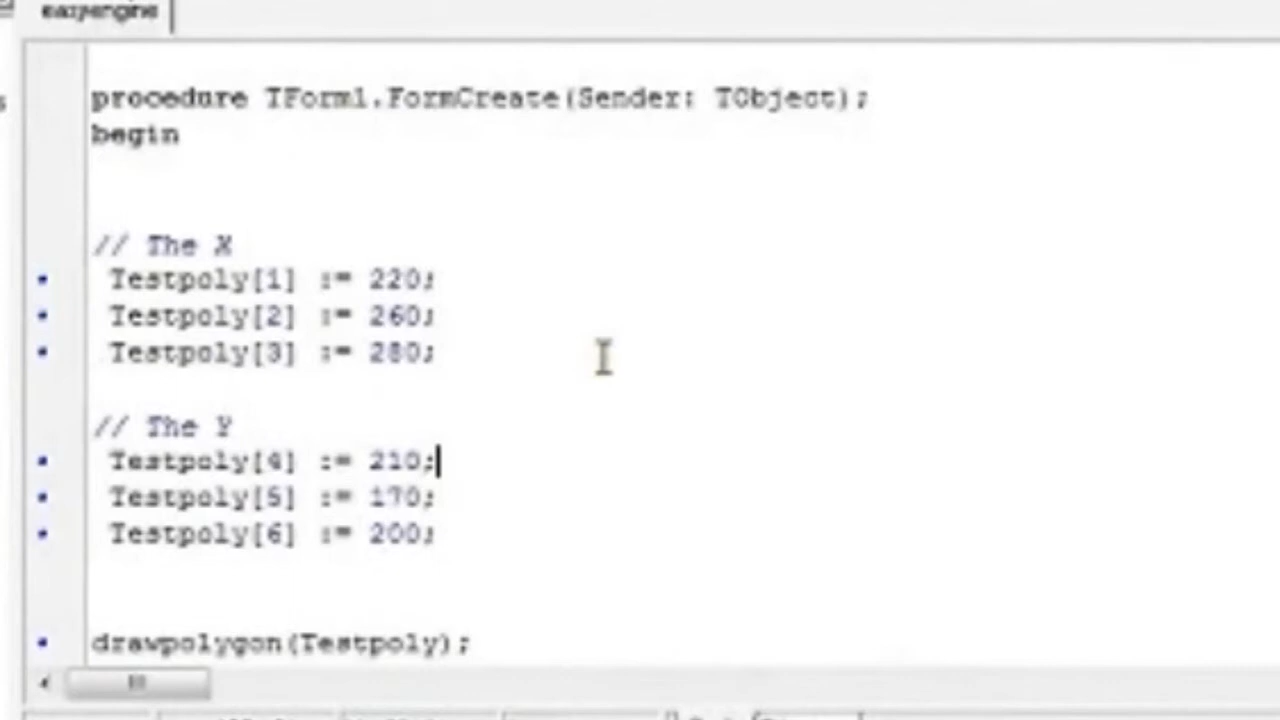 procedure TForm1.FormCreate(Sender: TObject);
begin
// The X
Testpoly[1] := 220;
Testpoly[2] := 260;
Testpoly[3] := 280;
// The Y
Testpoly[4] := 210;
Testpoly[5] := 170;
Testpoly[6] := 200;
drawpolygon(Testpoly);